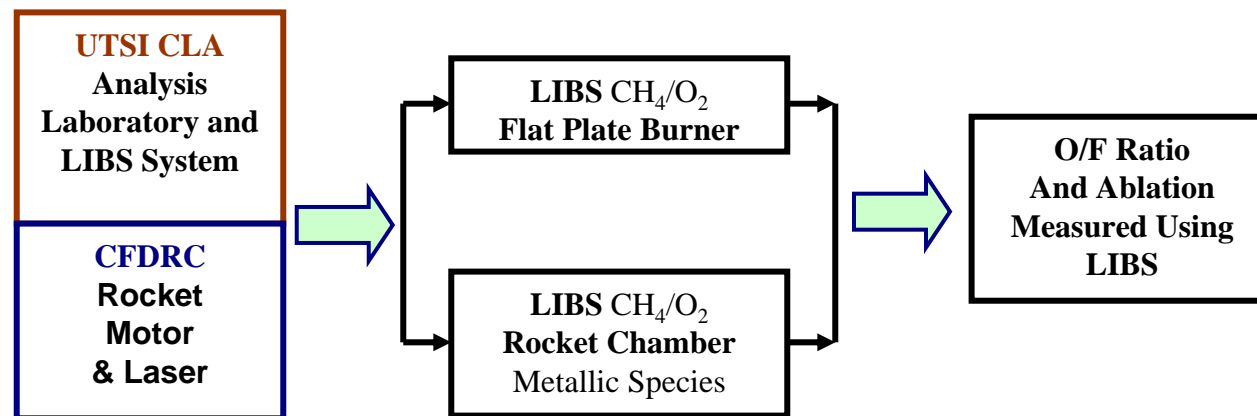 UTSI CLA
Analysis
Laboratory and
LIBS System
CFDRC
Rocket
Motor
& Laser
LIBS CH₄/O₂
Flat Plate Burner
LIBS CH₄/O₂
Rocket Chamber
Metallic Species
O/F Ratio
And Ablation
Measured Using
LIBS